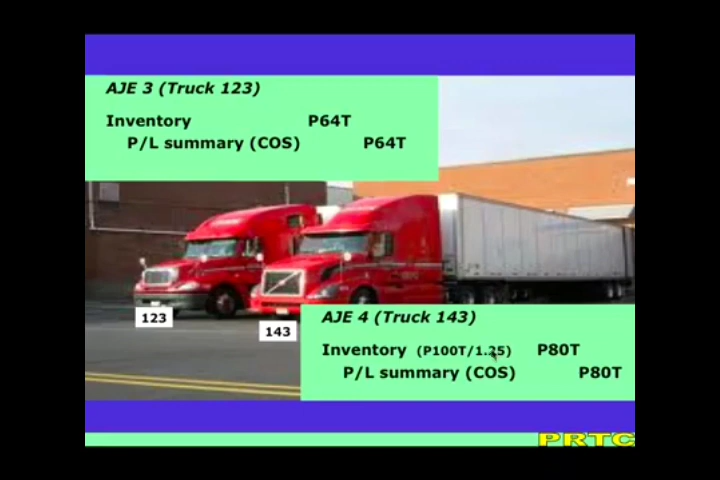 AJE 3 (Truck 123)
Inventory P64T
P/L summary (COS) P64T
123
143
AJE 4 (Truck 143)
Inventory (P100T/1.25) P80T
P/L summary (COS) P80T
PRTC